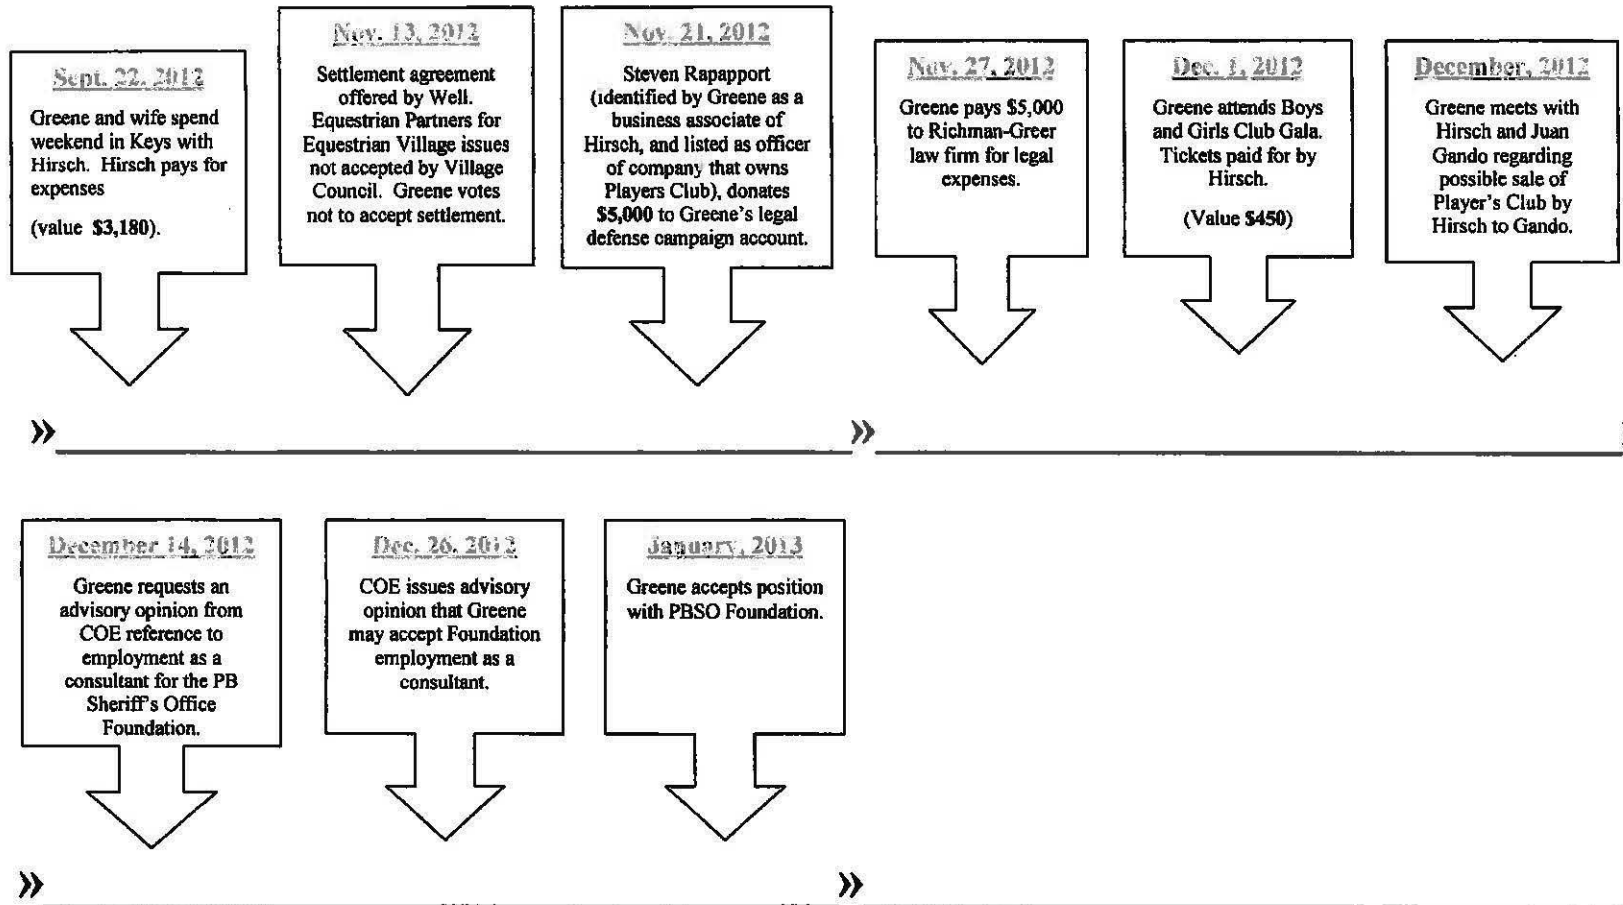 Sept. 22, 2012
Greene and wife spend
weekend in Keys with
Hirsch. Hirsch pays for
expenses
(value $3,180).
Nov. 13, 2012
Settlement agreement
offered by Well.
Equestrian Partners for
Equestrian Village issues
not accepted by Village
Council. Greene votes
not to accept settlement.
Nov. 21, 2012
Steven Rapapport
(identified by Greene as a
business associate of
Hirsch, and listed as officer
of company that owns
Players Club), donates
$5,000 to Greene's legal
defense campaign account.
Nov. 27, 2012
Greene pays $5,000
to Richman-Greer
law firm for legal
expenses.
Dec. 1, 2012
Greene attends Boys
and Girls Club Gala.
Tickets paid for by
Hirsch.
(Value $450)
December, 2012
Greene meets with
Hirsch and Juan
Gando regarding
possible sale of
Player's Club by
Hirsch to Gando.
December 14, 2012
Greene requests an
advisory opinion from
COE reference to
employment as a
consultant for the PB
Sheriff's Office
Foundation.
Dec. 26, 2012
COE issues advisory
opinion that Greene
may accept Foundation
employment as a
consultant.
January, 2013
Greene accepts position
with PBSO Foundation.